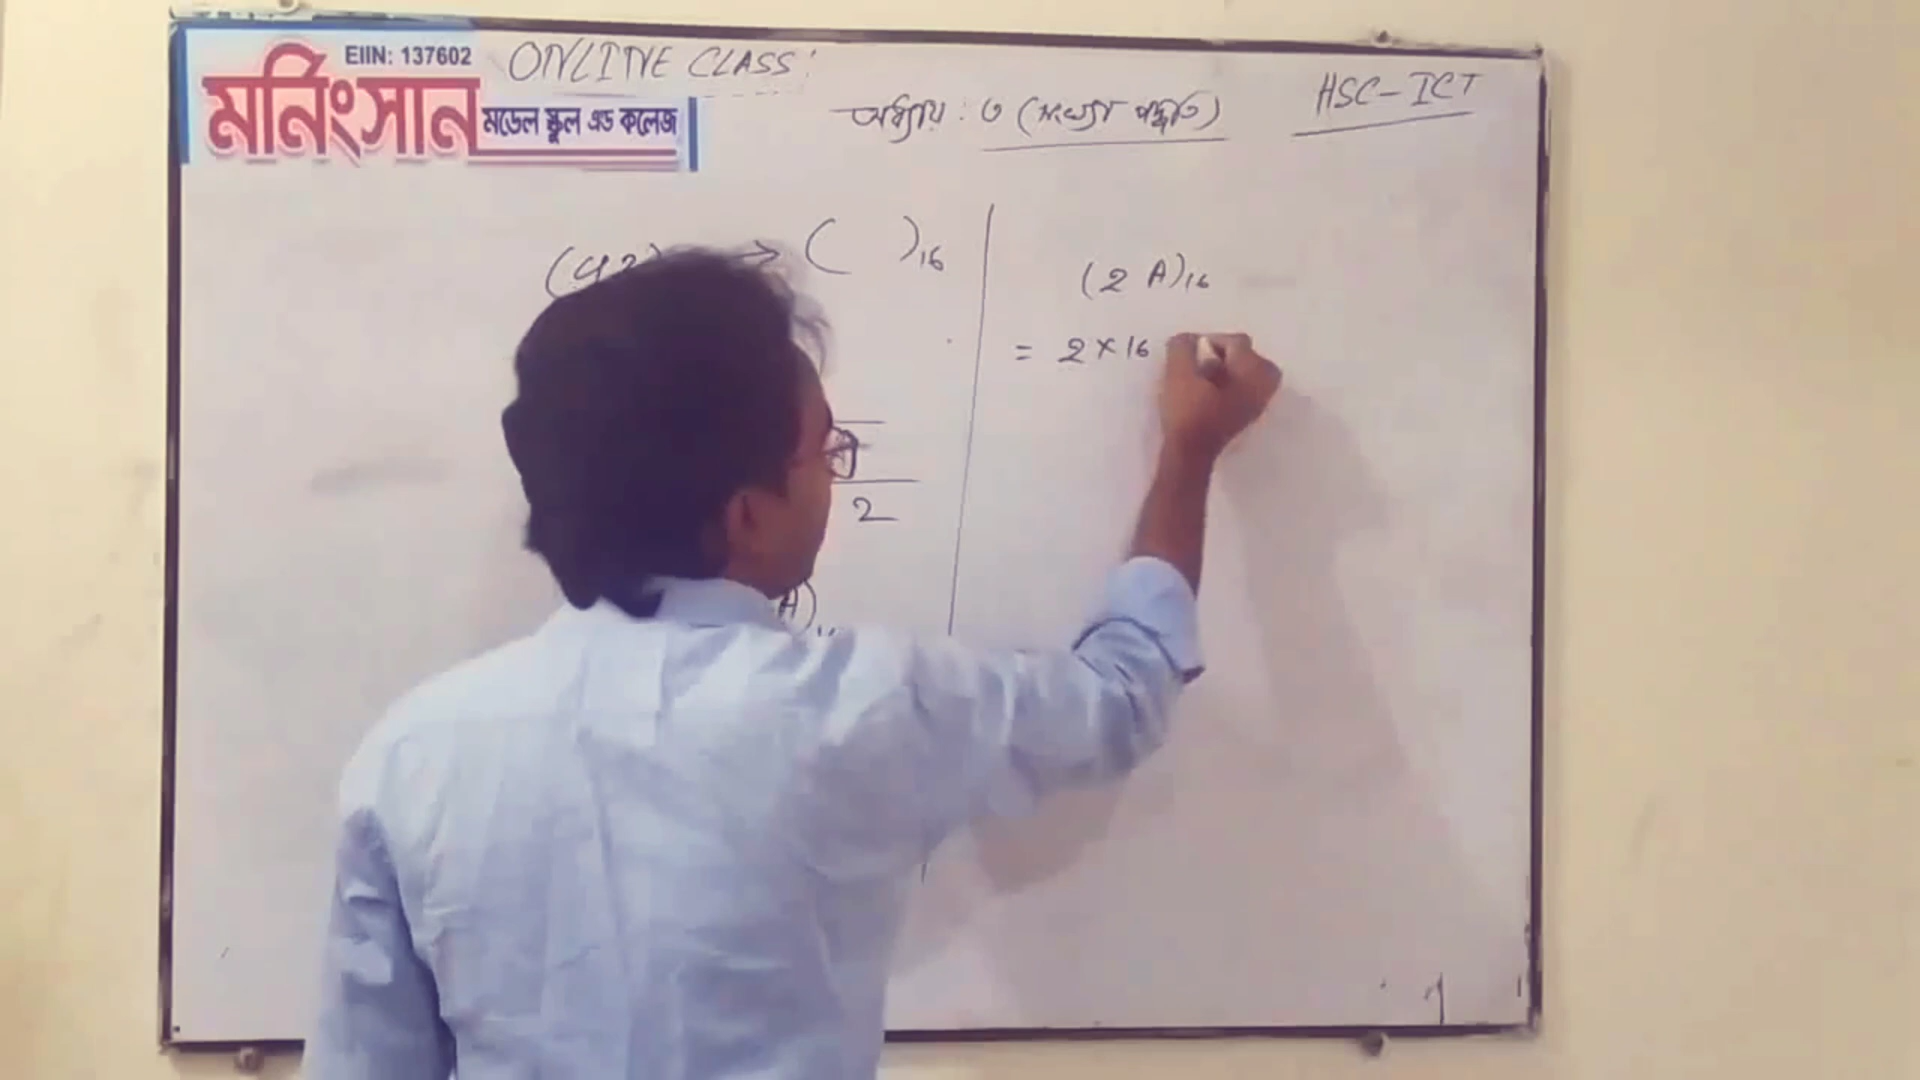 EIIN: 137602
মর্নিংসান মডেল স্কুল এন্ড কলেজ
ONLINE CLASS:
অধ্যায় : ৩ (সংখ্যা পদ্ধতি)
HSC-ICT
(42) → ( )16
2
A)
(2 A)16
= 2×16